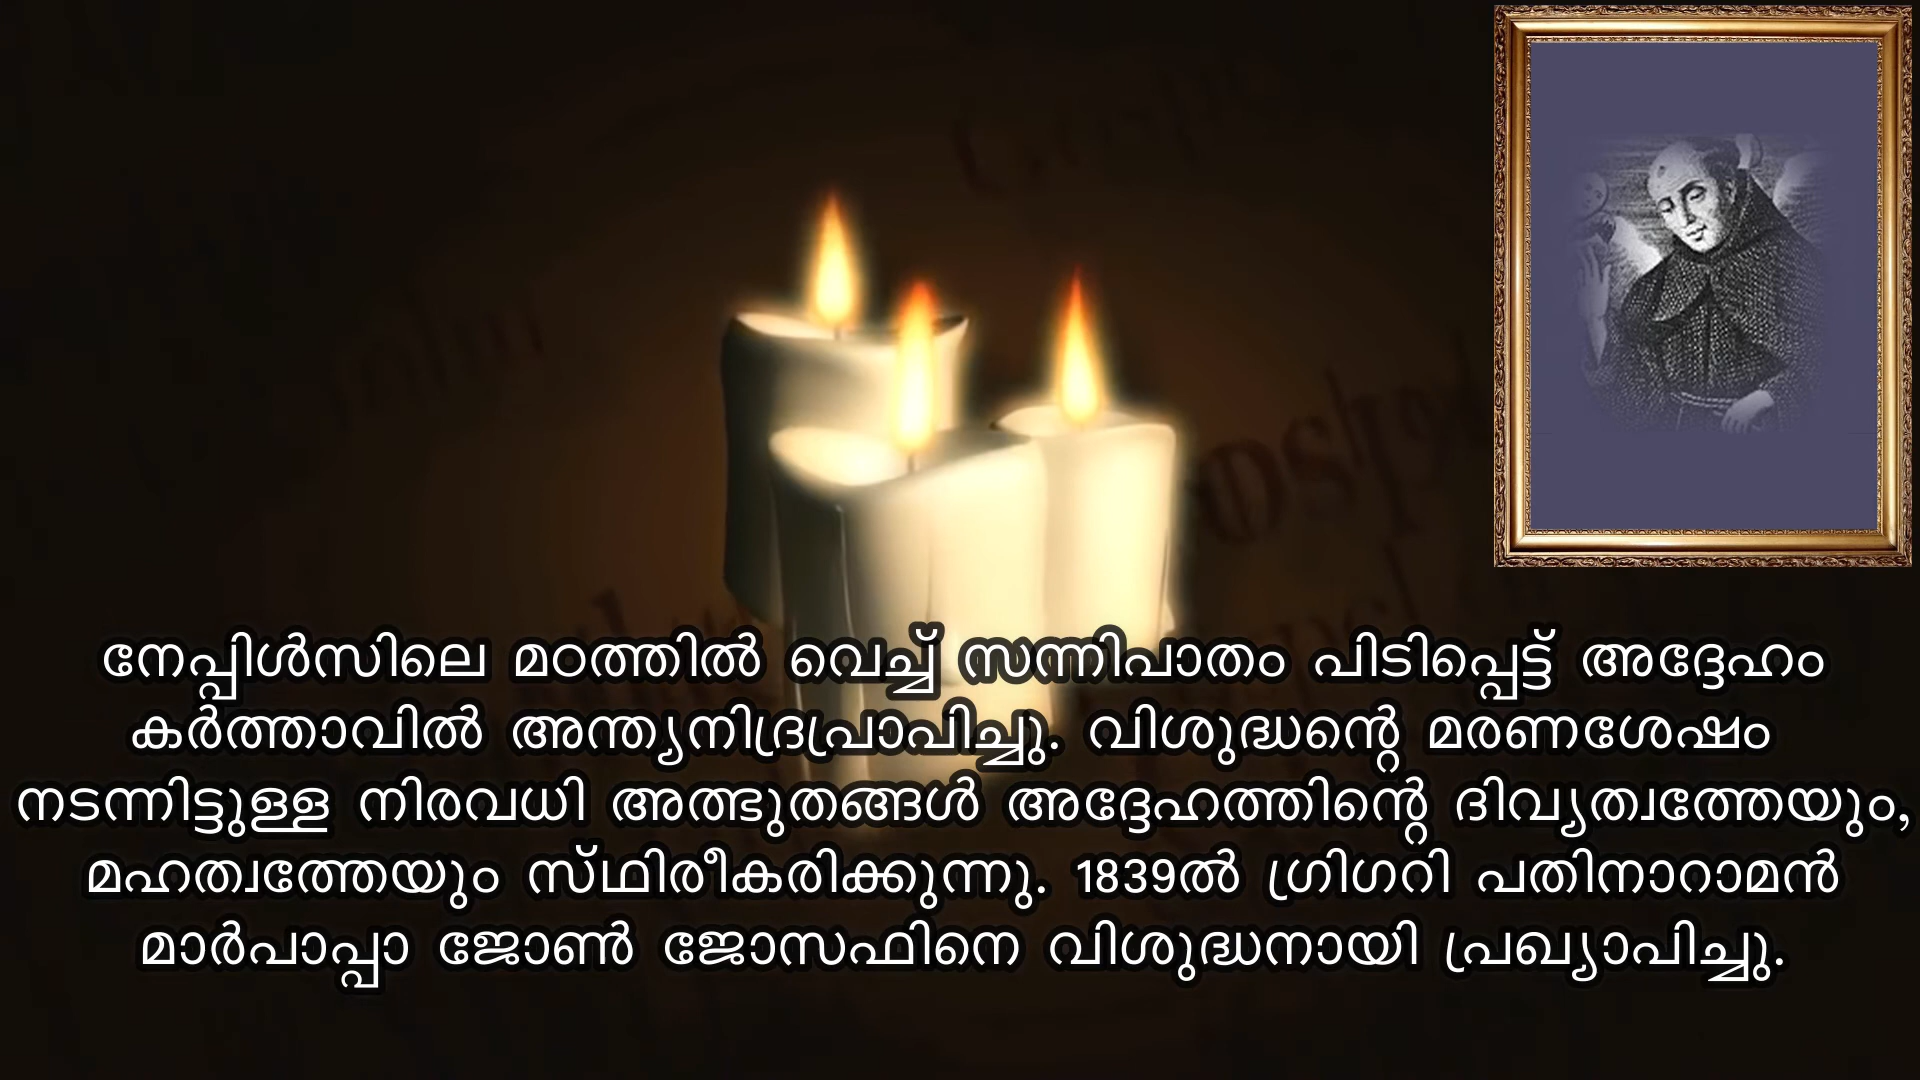 നേപ്പിൾസിലെ മഠത്തിൽ വെച്ച് സന്നിപാതം പിടിപ്പെട്ട് അദ്ദേഹം
കർത്താവിൽ അന്ത്യനിദ്രപ്രാപിച്ചു. വിശുദ്ധന്റെ മരണശേഷം
നടന്നിട്ടുള്ള നിരവധി അത്ഭുതങ്ങൾ അദ്ദേഹത്തിന്റെ ദിവ്യത്വത്തേയും,
മഹത്വത്തേയും സ്ഥിരീകരിക്കുന്നു. 1839ൽ ഗ്രിഗറി പതിനാറാമൻ
മാർപാപ്പാ ജോൺ ജോസഫിനെ വിശുദ്ധനായി പ്രഖ്യാപിച്ചു.